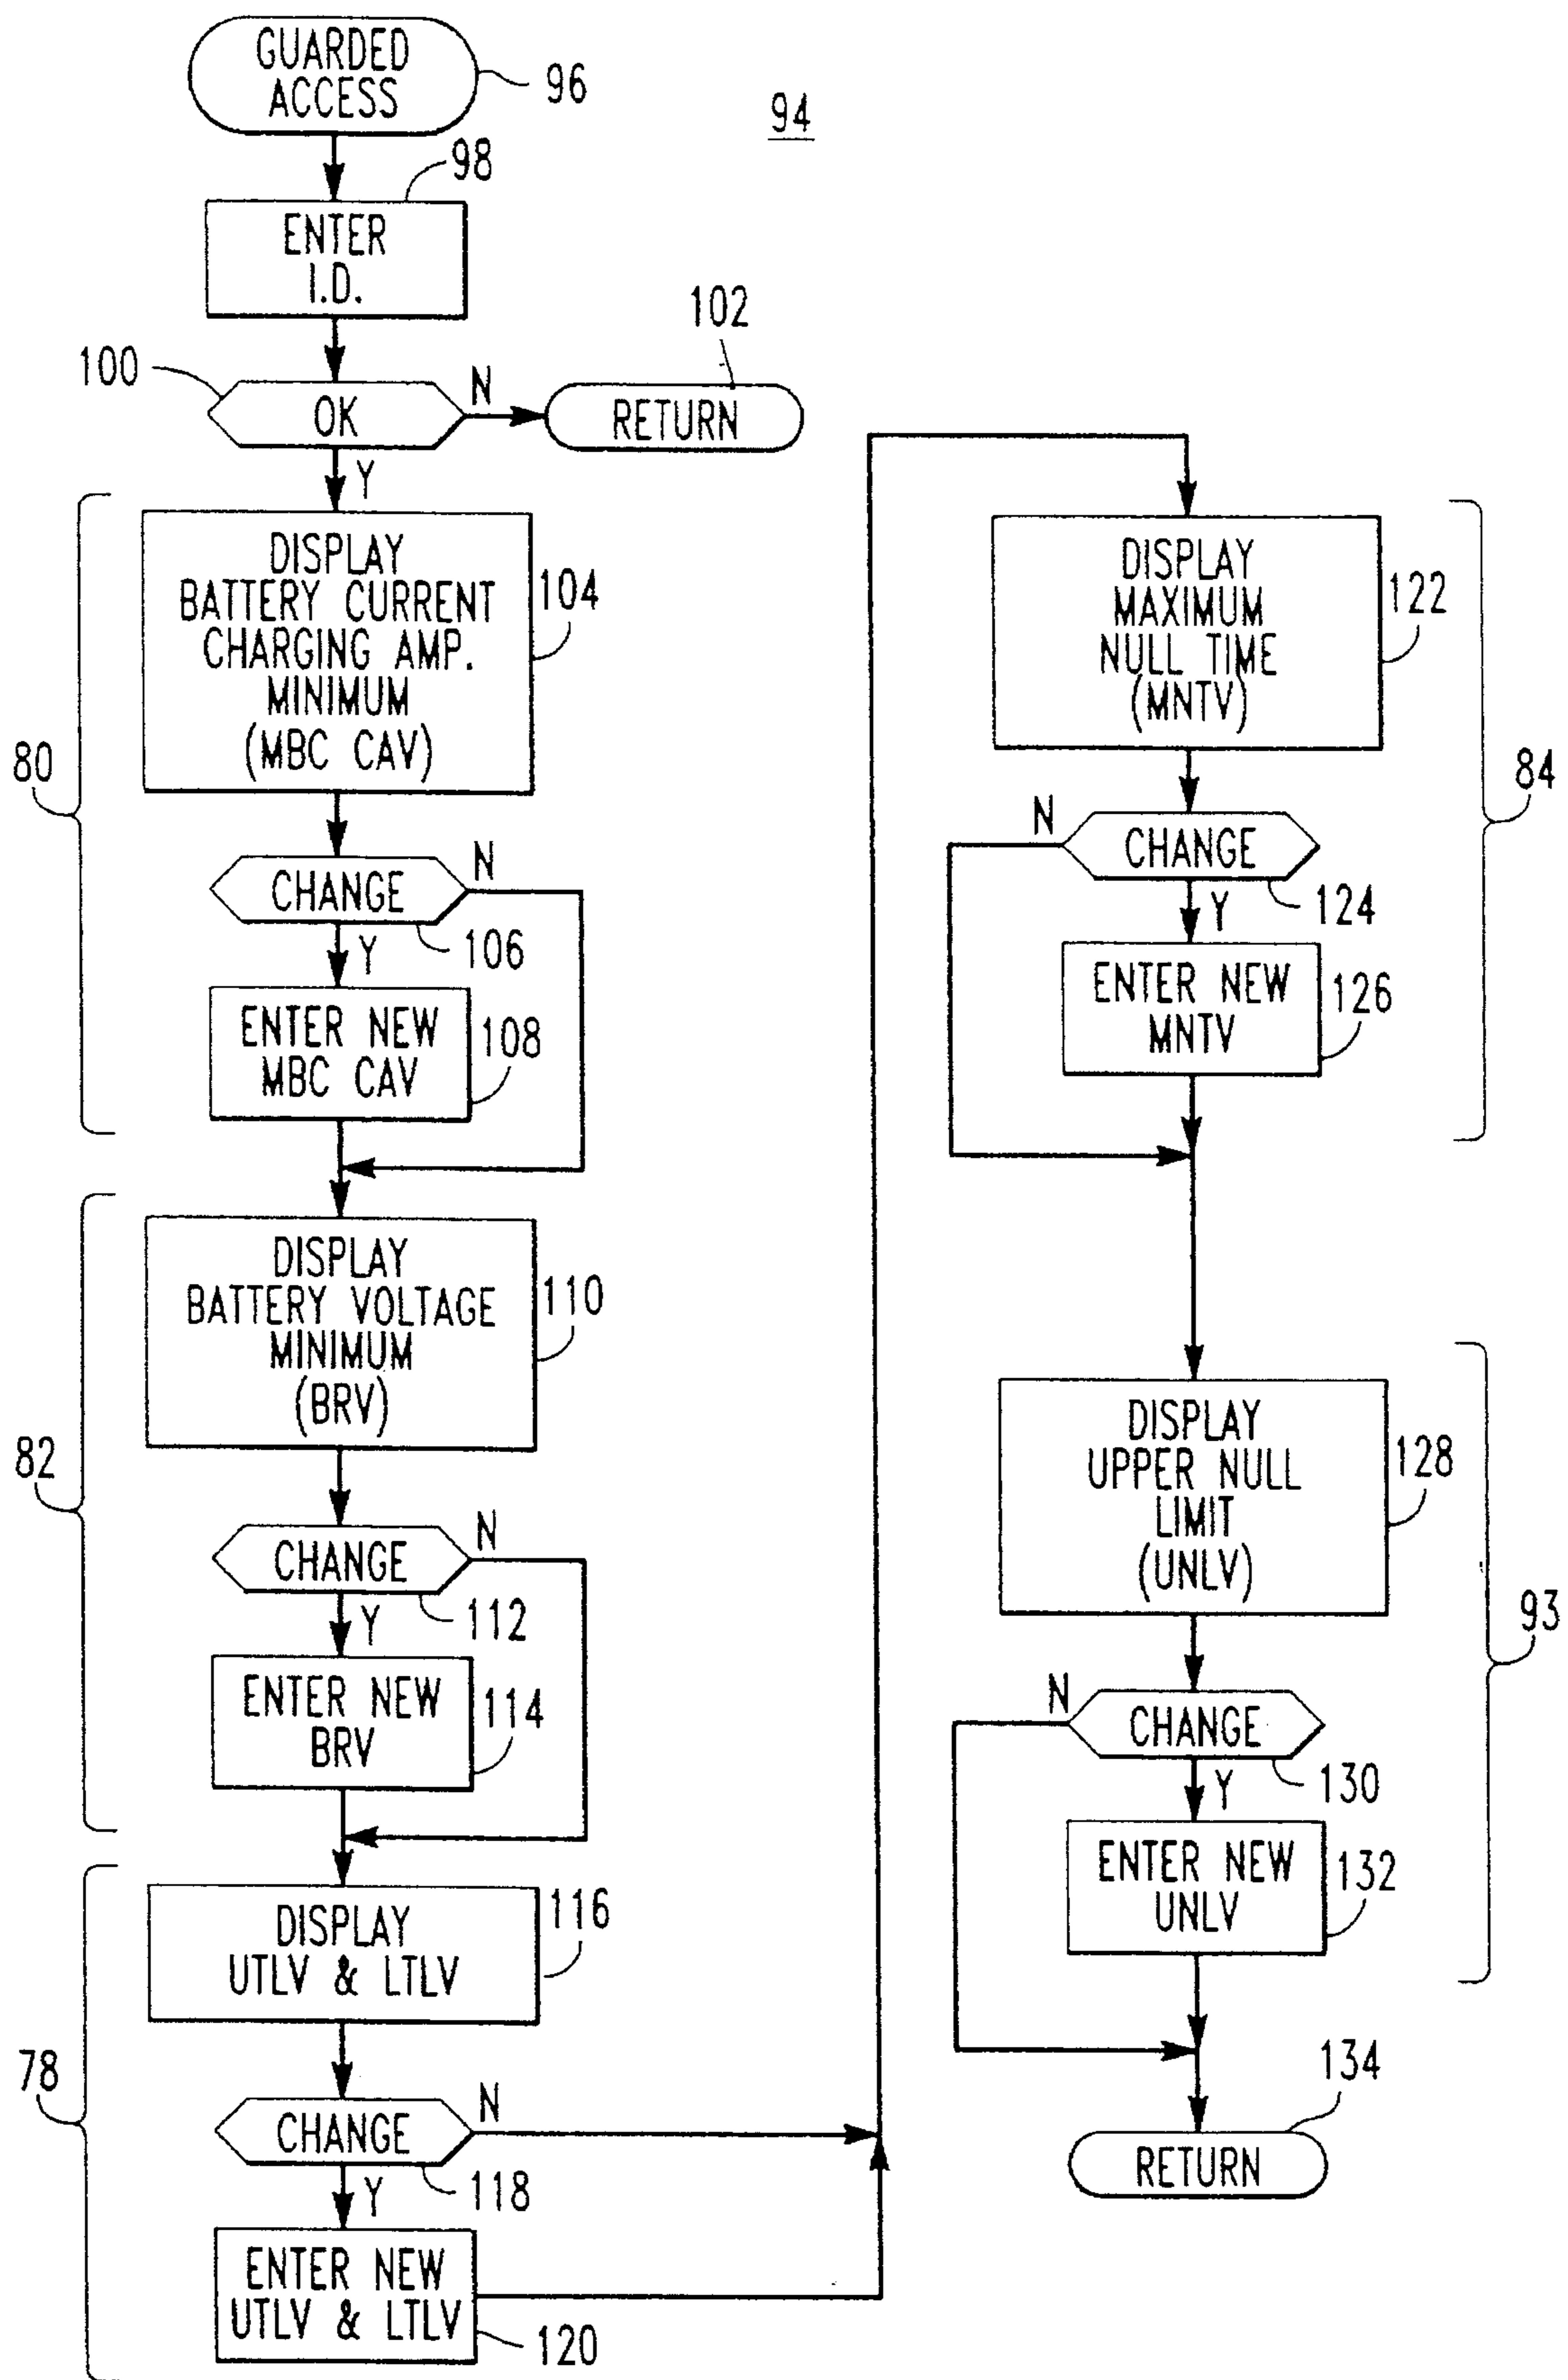 GUARDED
ACCESS
96
94
98
ENTER
I.D.
100
OK
N
102
RETURN
Y
80
DISPLAY
BATTERY CURRENT
CHARGING AMP.
MINIMUM
(MBC CAV)
104
CHANGE
N
106
Y
ENTER NEW
MBC CAV
108
82
DISPLAY
BATTERY VOLTAGE
MINIMUM
(BRV)
110
CHANGE
N
112
Y
ENTER NEW
BRV
114
78
DISPLAY
UTLV & LTLV
116
CHANGE
N
118
Y
ENTER NEW
UTLV & LTLV
120
DISPLAY
MAXIMUM
NULL TIME
(MNTV)
122
84
N
CHANGE
124
Y
ENTER NEW
MNTV
126
DISPLAY
UPPER NULL
LIMIT
(UNLV)
128
93
N
CHANGE
130
Y
ENTER NEW
UNLV
132
134
RETURN